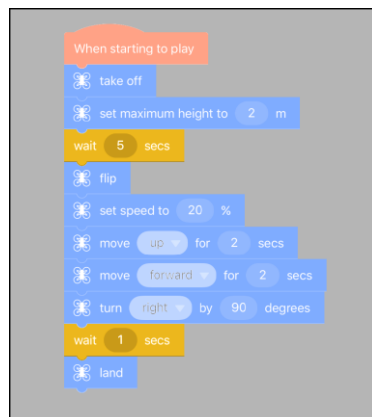 When starting to play
take off
set maximum height to 2 m
wait 5 secs
flip
set speed to 20 %
move up for 2 secs
move forward for 2 secs
turn right by 90 degrees
wait 1 secs
land